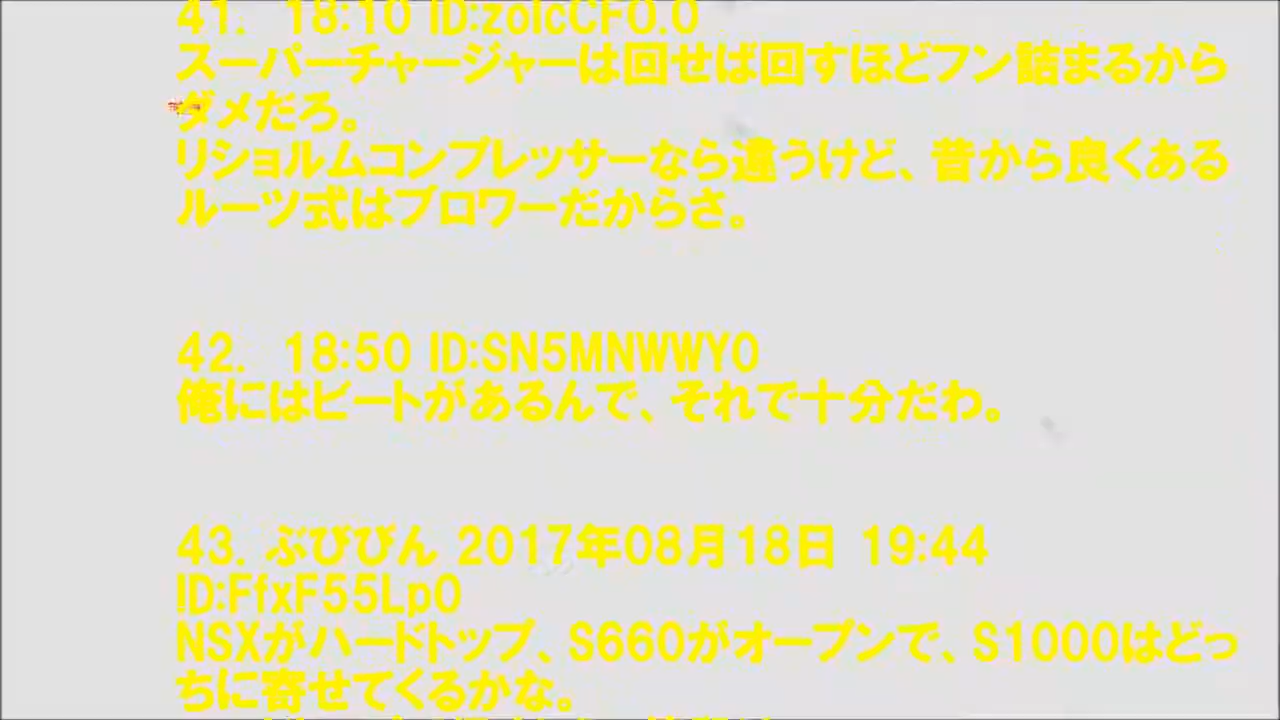 41. 18:10 ID:zoIcCF0.0
スーパーチャージャーは回せば回すほどフン詰まるから
ダメだろ。
リショルムコンプレッサーなら違うけど、昔から良くある
ルーツ式はブロワーだからさ。
42. 18:50 ID:SN5MNWWY0
俺にはビートがあるんで、それで十分だわ。
43. ぶびびん 2017年08月18日 19:44
ID:FfxF55Lp0
NSXがハードトップ、S660がオープンで、S1000はどっ
ちに寄せてくるかな。